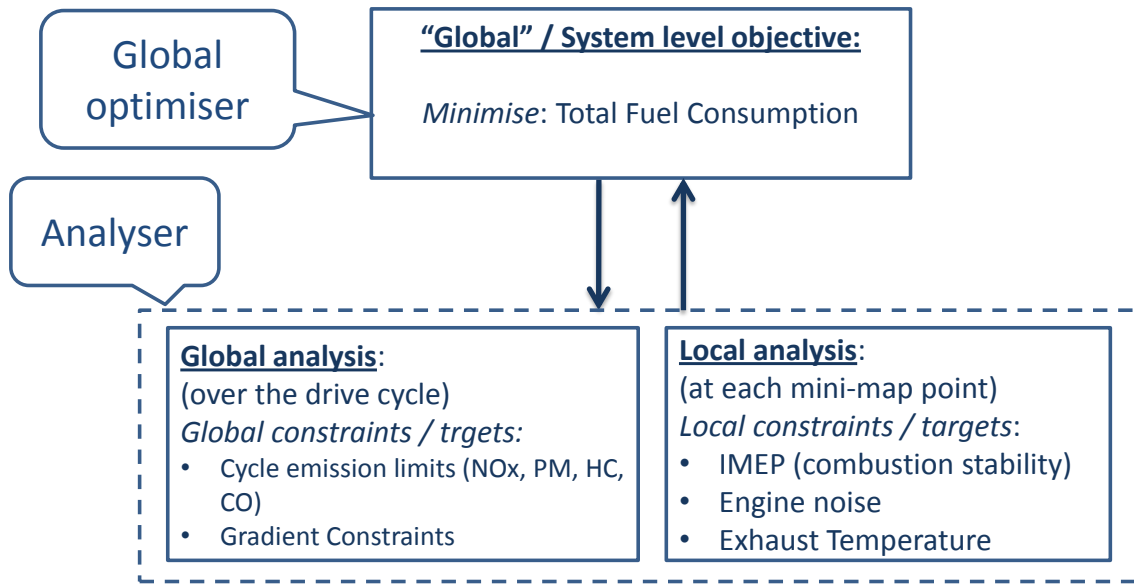 Global
optimiser
“Global” / System level objective:
Minimise: Total Fuel Consumption
Analyser
Global analysis:
(over the drive cycle)
Global constraints / trgets:
• Cycle emission limits (NOx, PM, HC,
CO)
• Gradient Constraints
Local analysis:
(at each mini-map point)
Local constraints / targets:
• IMEP (combustion stability)
• Engine noise
• Exhaust Temperature